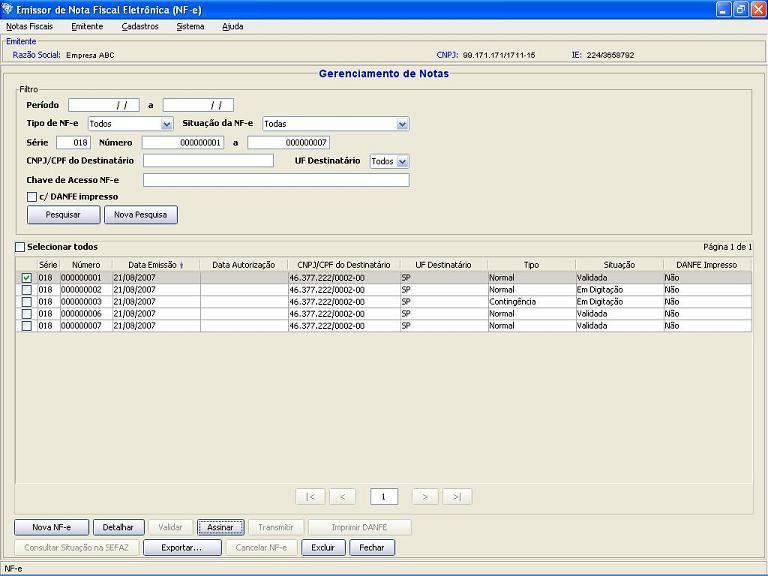 Emissor de Nota Fiscal Eletrônica (NF-e)
Notas Fiscais Emitente Cadastros Sistema Ajuda
Emitente
Razão Social: Empresa ABC CNPJ: 99.171.171/1711-15 IE: 224/3658792
Gerenciamento de Notas
Filtro
Período / / a / /
Tipo de NF-e Todos Situação da NF-e Todas
Série 018 Número 000000001 a 000000007
CNPJ/CPF do Destinatário UF Destinatário Todos
Chave de Acesso NF-e
c/ DANFE impresso
Pesquisar Nova Pesquisa
Selecionar todos Página 1 de 1
Série Número Data Emissão ↑ Data Autorização CNPJ/CPF do Destinatário UF Destinatário Tipo Situação DANFE Impresso
018 000000001 21/08/2007 46.377.222/0002-00 SP Normal Validada Não
018 000000002 21/08/2007 46.377.222/0002-00 SP Normal Em Digitação Não
018 000000003 21/08/2007 46.377.222/0002-00 SP Contingência Em Digitação Não
018 000000006 21/08/2007 46.377.222/0002-00 SP Normal Validada Não
018 000000007 21/08/2007 46.377.222/0002-00 SP Normal Validada Não
|< < 1 > >|
Nova NF-e Detalhar Validar Assinar Transmitir Imprimir DANFE
Consultar Situação na SEFAZ Exportar... Cancelar NF-e Excluir Fechar
NF-e